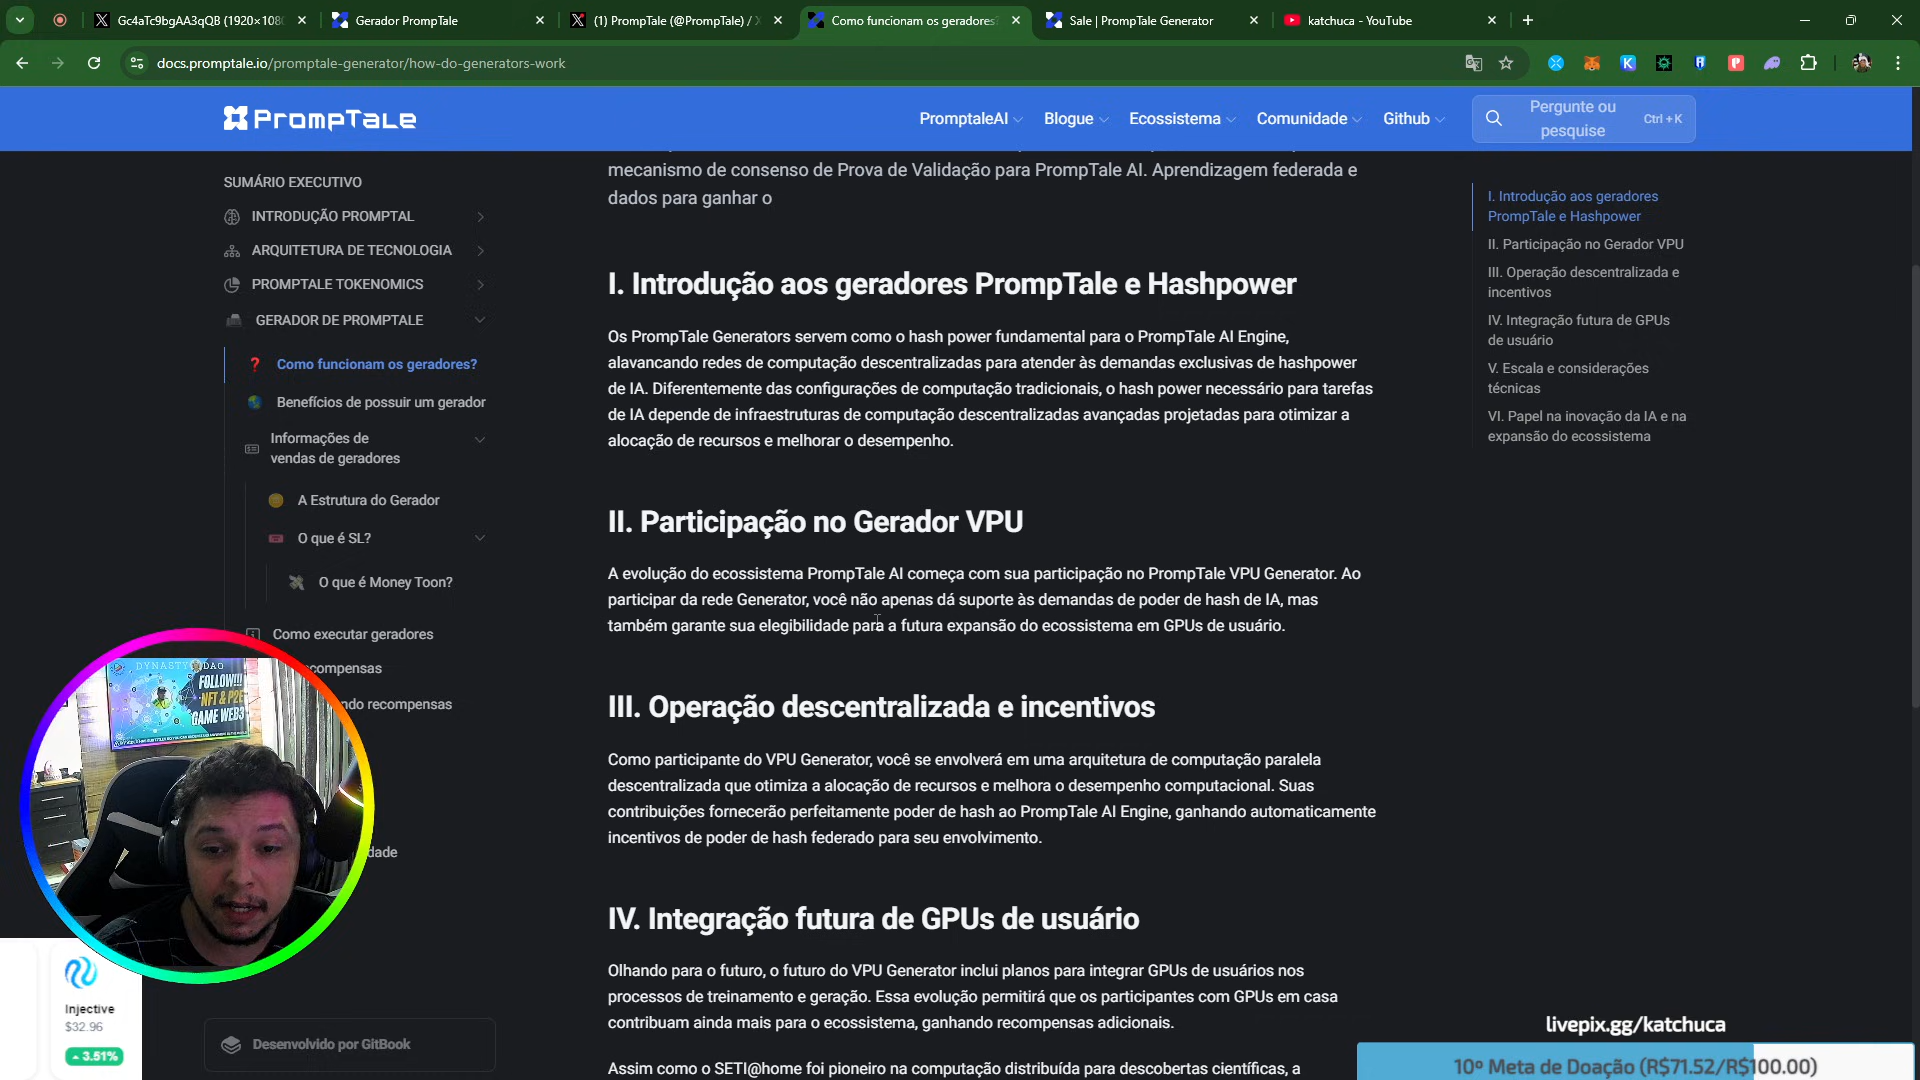 Gc4aTc9bgAA3qQB (1920×108
Gerador PrompTale
(1) PrompTale (@PrompTale) / X
Como funcionam os geradores?
Sale | PrompTale Generator
katchuca - YouTube
docs.promptale.io/promptale-generator/how-do-generators-work
PrompTale
PromptaleAI
Blogue
Ecossistema
Comunidade
Github
Pergunte ou
pesquise
Ctrl + K
SUMÁRIO EXECUTIVO
INTRODUÇÃO PROMPTAL
ARQUITETURA DE TECNOLOGIA
PROMPTALE TOKENOMICS
GERADOR DE PROMPTALE
Como funcionam os geradores?
Benefícios de possuir um gerador
Informações de
vendas de geradores
A Estrutura do Gerador
O que é SL?
O que é Money Toon?
Como executar geradores
compensas
ndo recompensas
dade
Desenvolvido por GitBook
mecanismo de consenso de Prova de Validação para PrompTale AI. Aprendizagem federada e
dados para ganhar o
I. Introdução aos geradores PrompTale e Hashpower
Os PrompTale Generators servem como o hash power fundamental para o PrompTale AI Engine,
alavancando redes de computação descentralizadas para atender às demandas exclusivas de hashpower
de IA. Diferentemente das configurações de computação tradicionais, o hash power necessário para tarefas
de IA depende de infraestruturas de computação descentralizadas avançadas projetadas para otimizar a
alocação de recursos e melhorar o desempenho.
II. Participação no Gerador VPU
A evolução do ecossistema PrompTale AI começa com sua participação no PrompTale VPU Generator. Ao
participar da rede Generator, você não apenas dá suporte às demandas de poder de hash de IA, mas
também garante sua elegibilidade para a futura expansão do ecossistema em GPUs de usuário.
III. Operação descentralizada e incentivos
Como participante do VPU Generator, você se envolverá em uma arquitetura de computação paralela
descentralizada que otimiza a alocação de recursos e melhora o desempenho computacional. Suas
contribuições fornecerão perfeitamente poder de hash ao PrompTale AI Engine, ganhando automaticamente
incentivos de poder de hash federado para seu envolvimento.
IV. Integração futura de GPUs de usuário
Olhando para o futuro, o futuro do VPU Generator inclui planos para integrar GPUs de usuários nos
processos de treinamento e geração. Essa evolução permitirá que os participantes com GPUs em casa
contribuam ainda mais para o ecossistema, ganhando recompensas adicionais.
Assim como o SETI@home foi pioneiro na computação distribuída para descobertas científicas, a
I. Introdução aos geradores
PrompTale e Hashpower
II. Participação no Gerador VPU
III. Operação descentralizada e
incentivos
IV. Integração futura de GPUs
de usuário
V. Escala e considerações
técnicas
VI. Papel na inovação da IA e na
expansão do ecossistema
DYNASTY DAO
FOLLOW!!!
NFT & P2E
GAME WEB3
Injective
$32.96
3.51%
livepix.gg/katchuca
10º Meta de Doação (R$71.52/R$100.00)